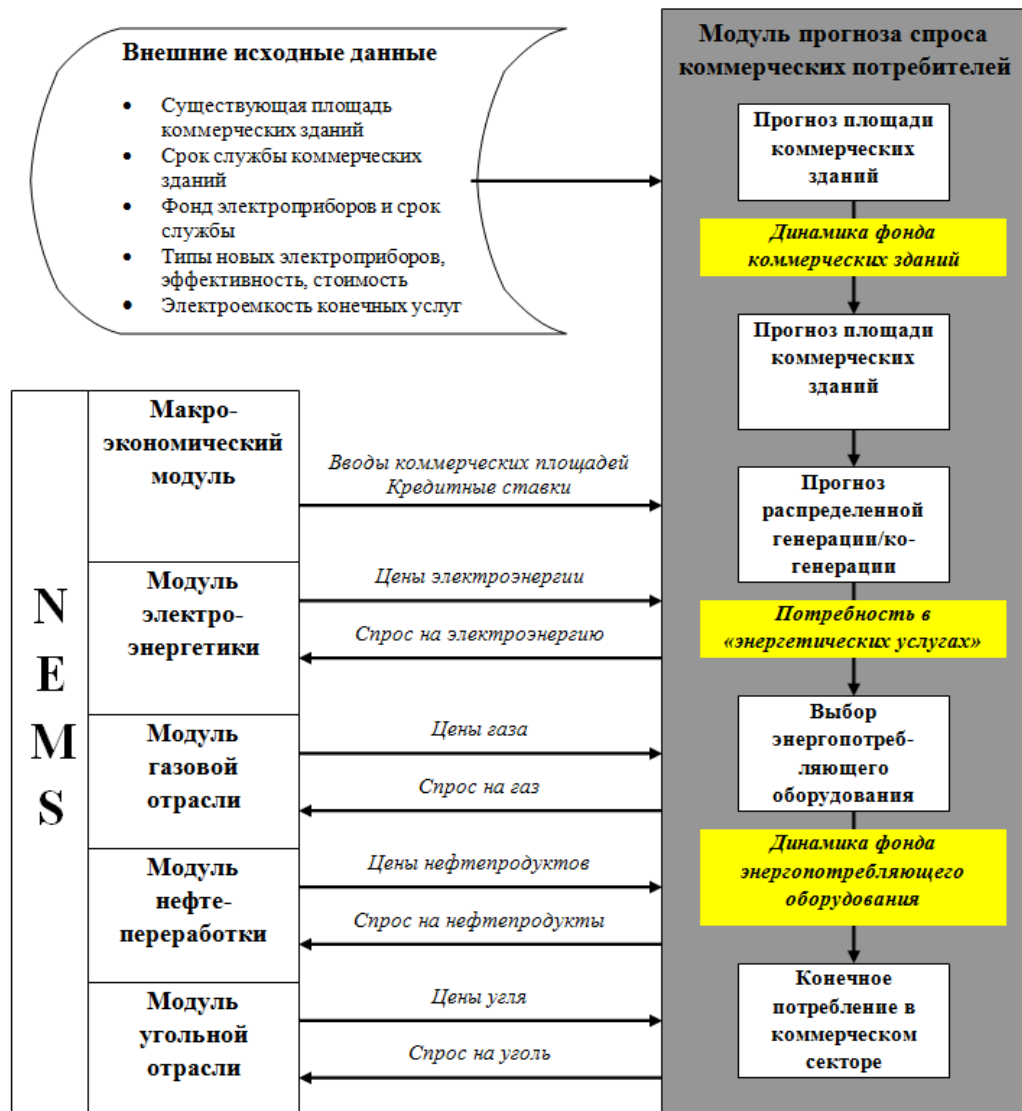 Внешние исходные данные
• Существующая площадь
коммерческих зданий
• Срок службы коммерческих
зданий
• Фонд электроприборов и срок
службы
• Типы новых электроприборов,
эффективность, стоимость
• Электроемкость конечных услуг
Модуль прогноза спроса
коммерческих потребителей
Прогноз площади
коммерческих
зданий
Динамика фонда
коммерческих зданий
Прогноз площади
коммерческих
зданий
Прогноз
распределенной
генерации/ко-
генерации
Потребность в
«энергетических услугах»
Выбор
энергопотреб-
ляющего
оборудования
Динамика фонда
энергопотребляющего
оборудования
Конечное
потребление в
коммерческом
секторе
N
E
M
S
Макро-
экономический
модуль
Вводы коммерческих площадей
Кредитные ставки
Модуль
электро-
энергетики
Цены электроэнергии
Спрос на электроэнергию
Модуль
газовой
отрасли
Цены газа
Спрос на газ
Модуль
нефте-
переработки
Цены нефтепродуктов
Спрос на нефтепродукты
Модуль
угольной
отрасли
Цены угля
Спрос на уголь